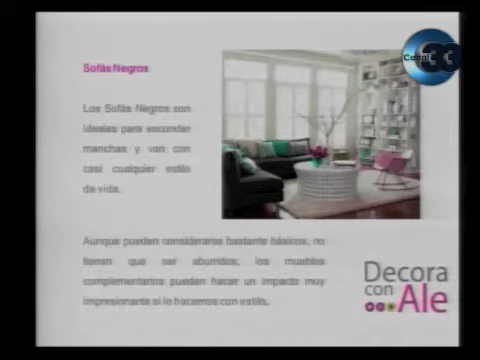 Canal 33
Sofás Negros
Los Sofás Negros son
ideales para esconder
manchas y van con
casi cualquier estilo
de vida.
Aunque pueden considerarse bastante básicos, no
tienen que ser aburridos; los muebles
complementarios puedan hacer un impacto muy
impresionante si lo hacemos con estilo.
Decora
con
Ale